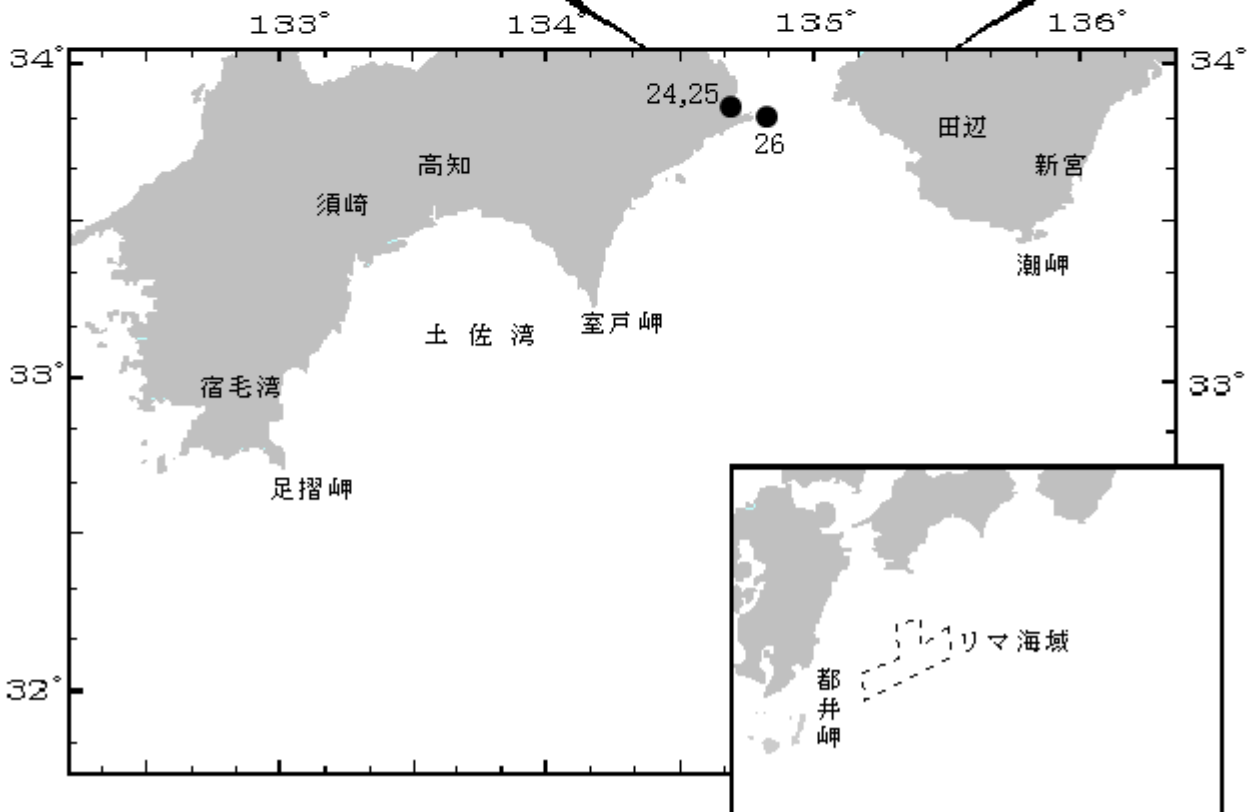 133° 134° 135° 136°
34° 34°
24,25
26
田辺
高知 新宮
須崎
潮岬
室戸岬
土 佐 湾
33° 33°
宿毛湾
足摺岬
リマ海域
都井岬
32°